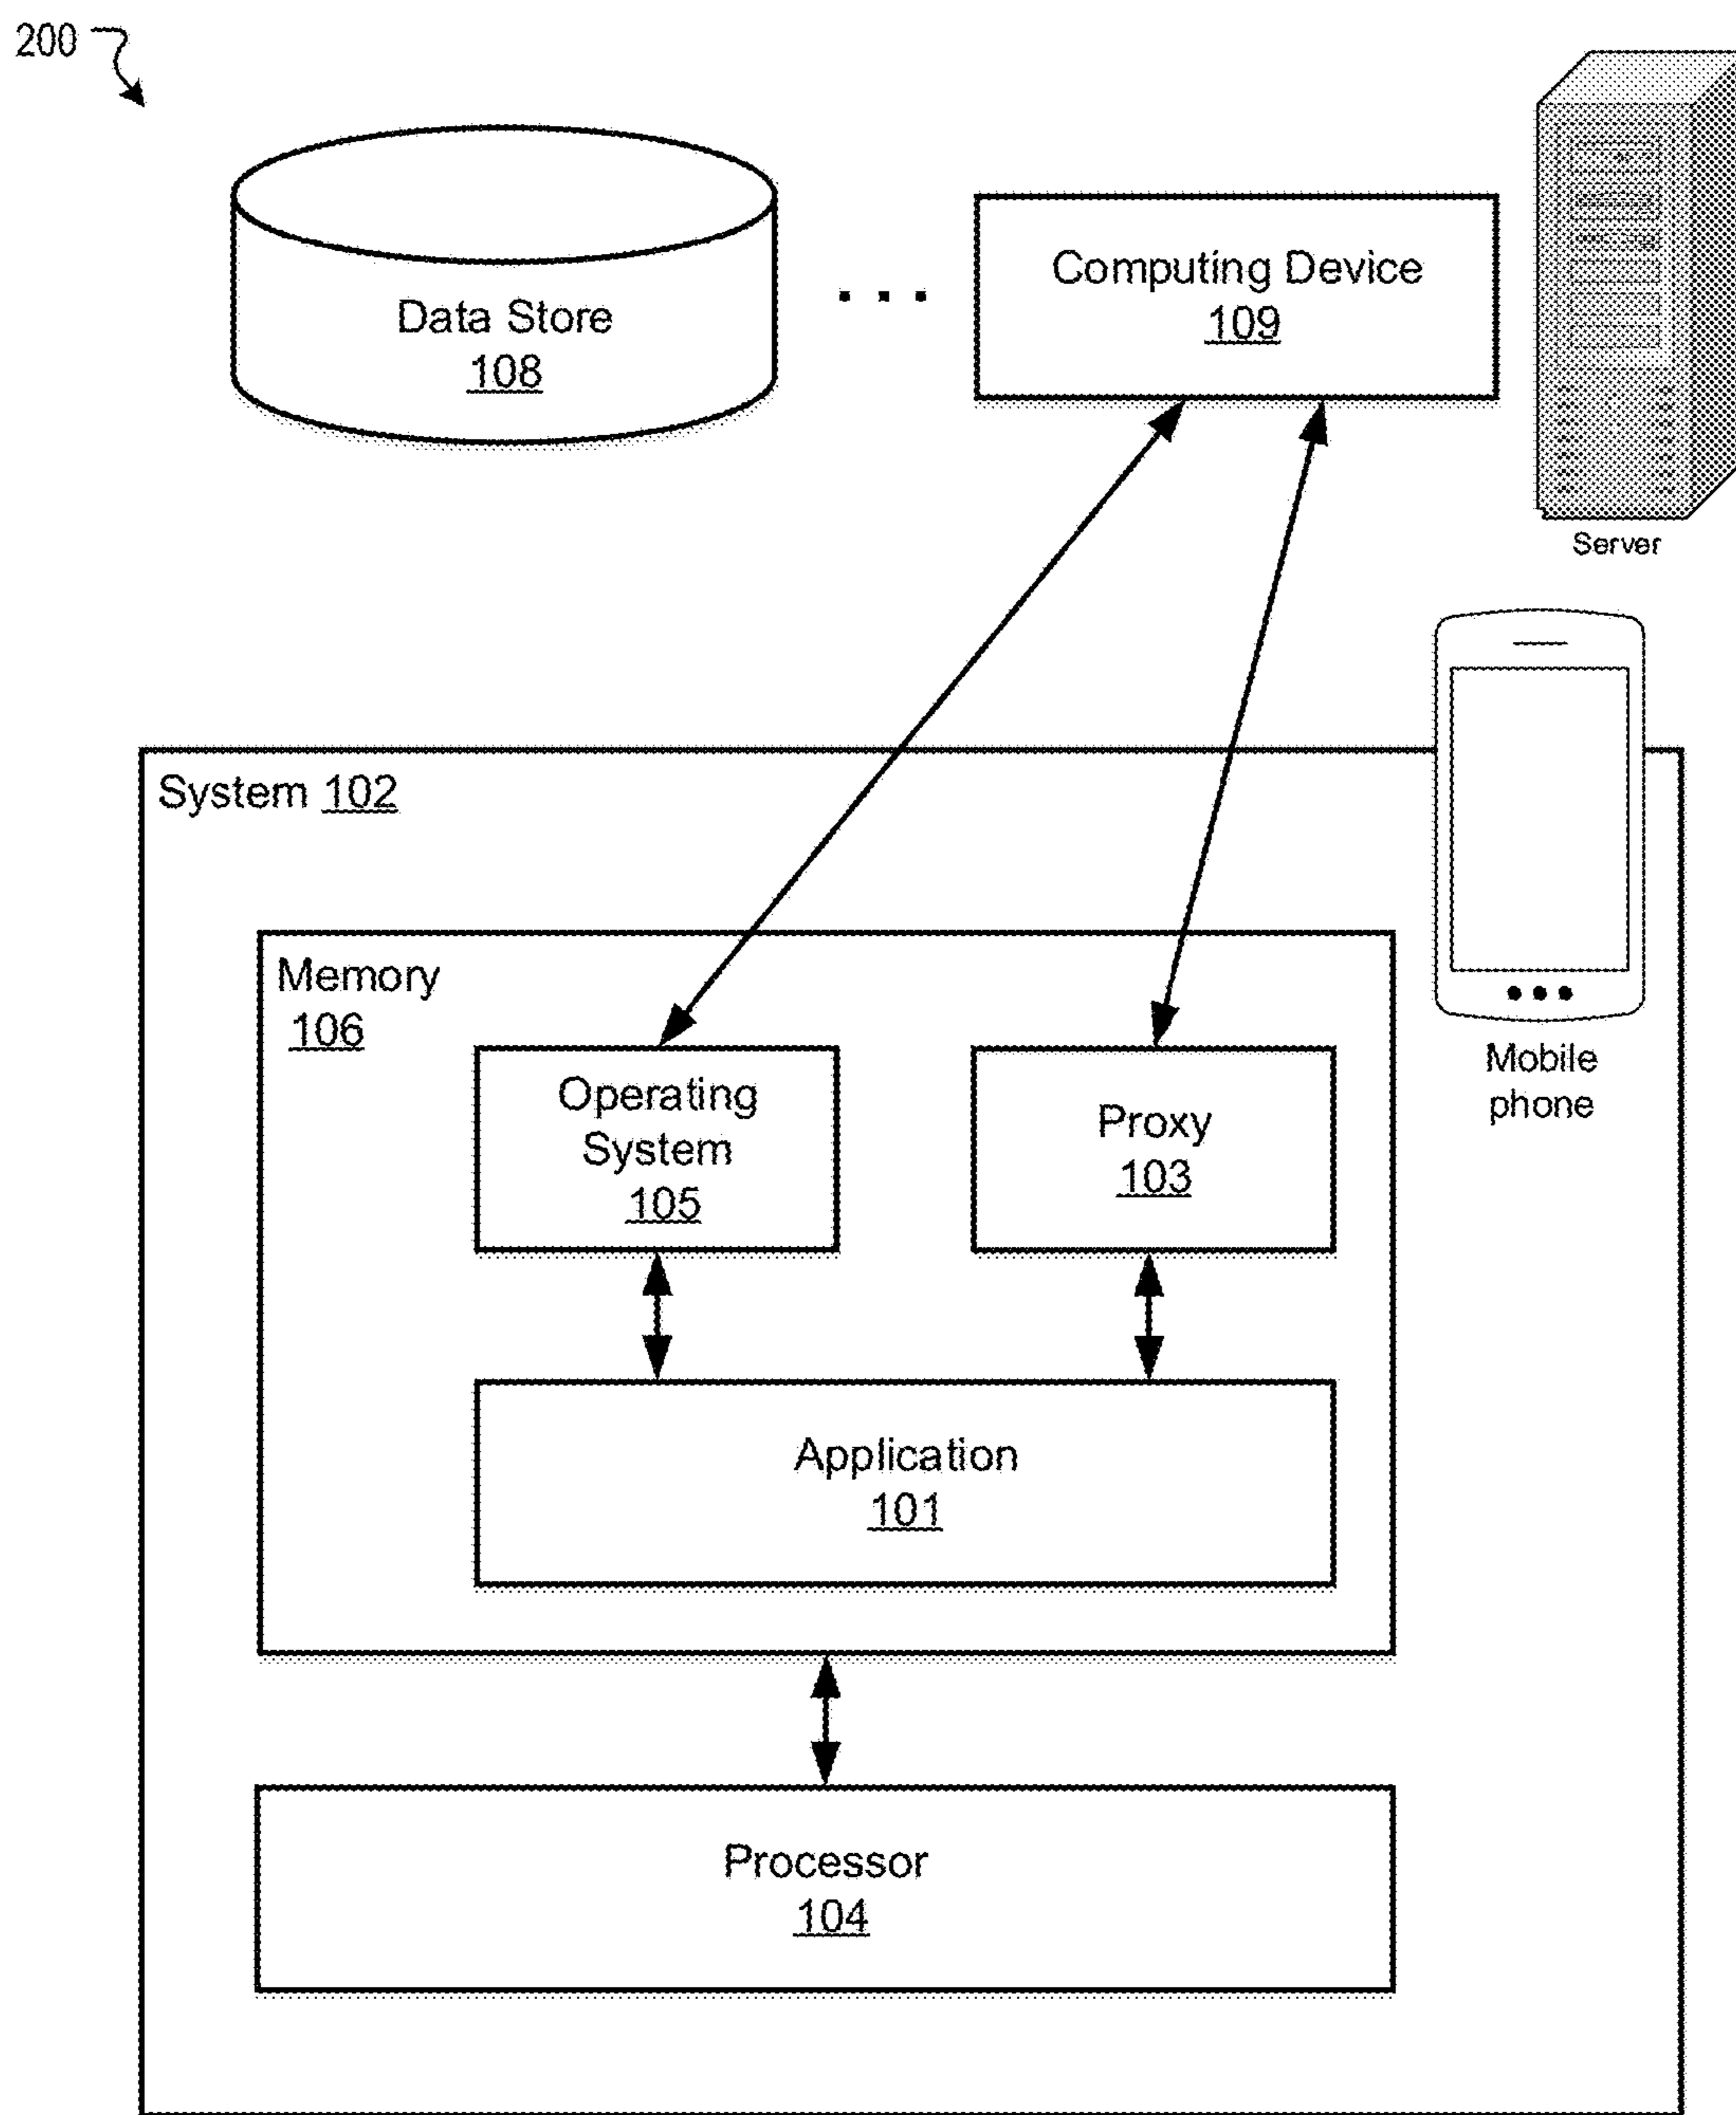 200
Data Store
108
...
Computing Device
109
Server
System 102
Memory
106
Operating
System
105
Proxy
103
Mobile
phone
Application
101
Processor
104